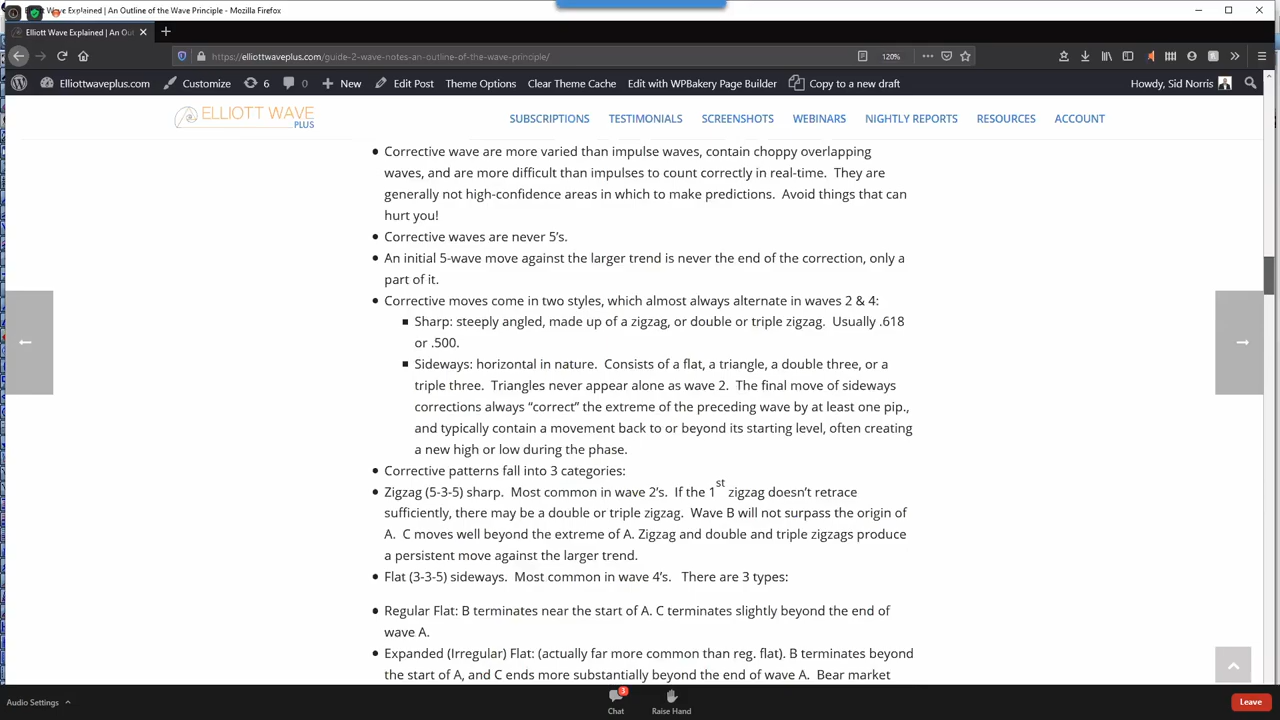 Elliott Wave Explained | An Outline of the Wave Principle - Mozilla Firefox
Elliott Wave Explained | An Out
https://elliottwaveplus.com/guide-2-wave-notes-an-outline-of-the-wave-principle/
120%
Elliottwaveplus.com
Customize
6
0
New
Edit Post
Theme Options
Clear Theme Cache
Edit with WPBakery Page Builder
Copy to a new draft
Howdy, Sid Norris
ELLIOTT WAVE
PLUS
SUBSCRIPTIONS
TESTIMONIALS
SCREENSHOTS
WEBINARS
NIGHTLY REPORTS
RESOURCES
ACCOUNT
Corrective wave are more varied than impulse waves, contain choppy overlapping
waves, and are more difficult than impulses to count correctly in real-time. They are
generally not high-confidence areas in which to make predictions. Avoid things that can
hurt you!
Corrective waves are never 5's.
An initial 5-wave move against the larger trend is never the end of the correction, only a
part of it.
Corrective moves come in two styles, which almost always alternate in waves 2 & 4:
Sharp: steeply angled, made up of a zigzag, or double or triple zigzag. Usually .618
or .500.
Sideways: horizontal in nature. Consists of a flat, a triangle, a double three, or a
triple three. Triangles never appear alone as wave 2. The final move of sideways
corrections always “correct” the extreme of the preceding wave by at least one pip.,
and typically contain a movement back to or beyond its starting level, often creating
a new high or low during the phase.
Corrective patterns fall into 3 categories:
Zigzag (5-3-5) sharp. Most common in wave 2's. If the 1st zigzag doesn't retrace
sufficiently, there may be a double or triple zigzag. Wave B will not surpass the origin of
A. C moves well beyond the extreme of A. Zigzag and double and triple zigzags produce
a persistent move against the larger trend.
Flat (3-3-5) sideways. Most common in wave 4's. There are 3 types:
Regular Flat: B terminates near the start of A. C terminates slightly beyond the end of
wave A.
Expanded (Irregular) Flat: (actually far more common than reg. flat). B terminates beyond
the start of A, and C ends more substantially beyond the end of wave A. Bear market
Audio Settings
3
Chat
Raise Hand
Leave